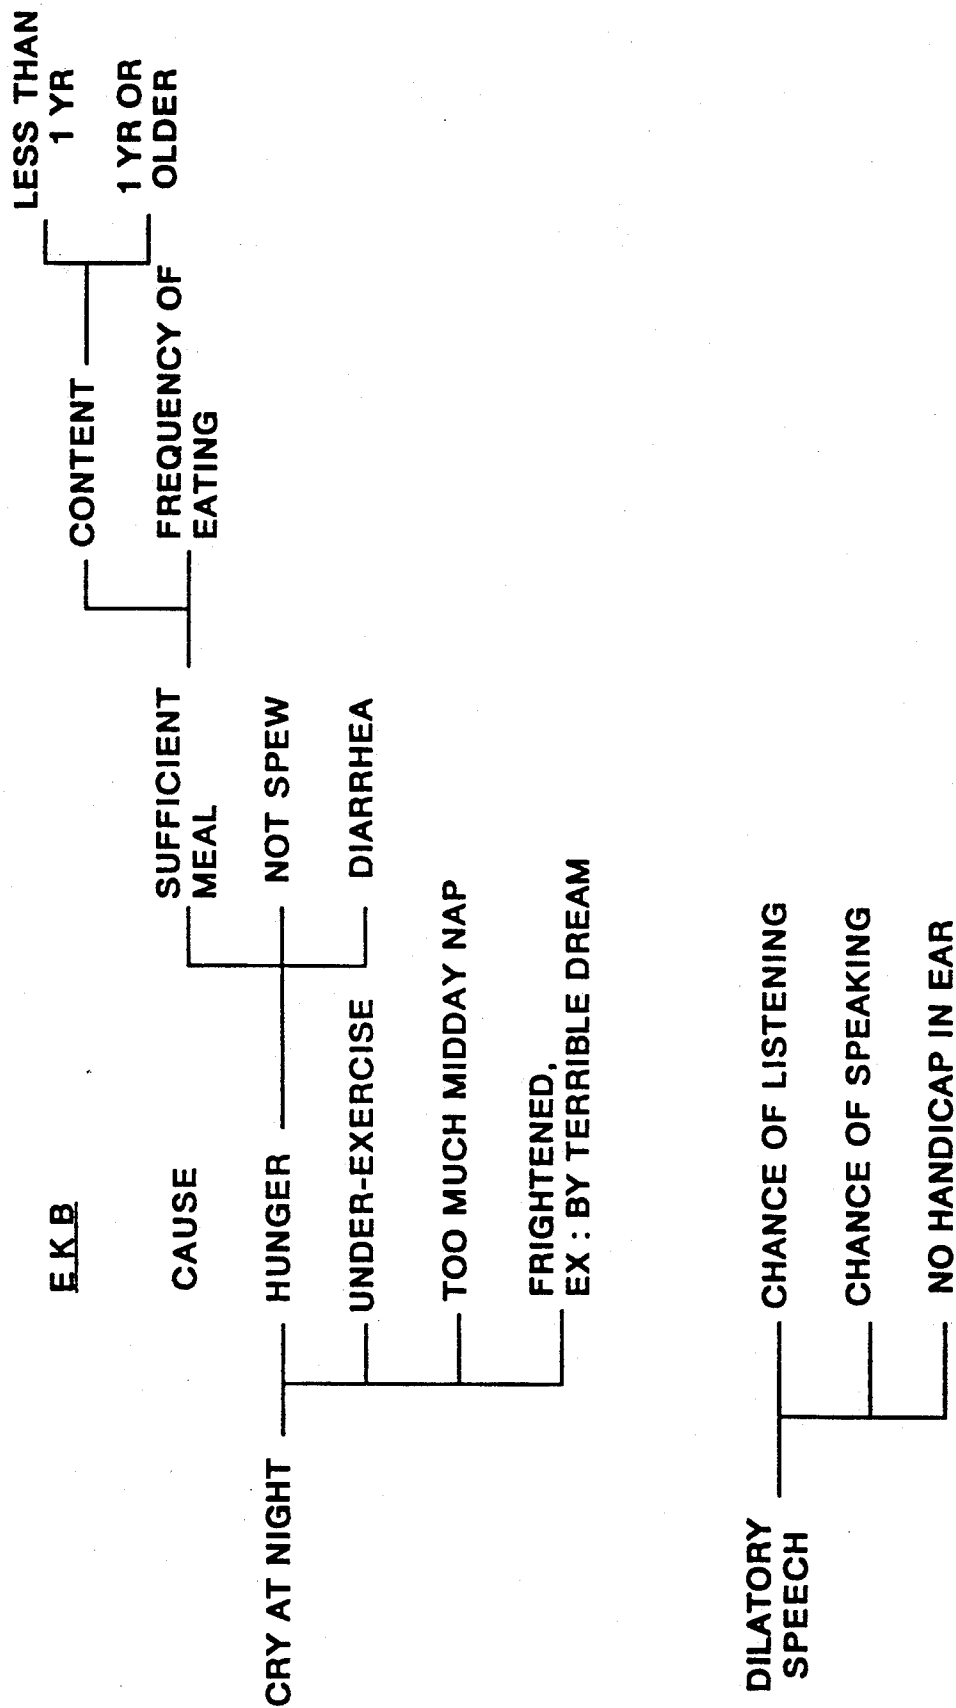 E K B
CAUSE
CRY AT NIGHT
HUNGER
SUFFICIENT
MEAL
CONTENT
LESS THAN
1 YR
1 YR OR
OLDER
FREQUENCY OF
EATING
NOT SPEW
DIARRHEA
UNDER-EXERCISE
TOO MUCH MIDDAY NAP
FRIGHTENED,
EX : BY TERRIBLE DREAM
DILATORY
SPEECH
CHANCE OF LISTENING
CHANCE OF SPEAKING
NO HANDICAP IN EAR